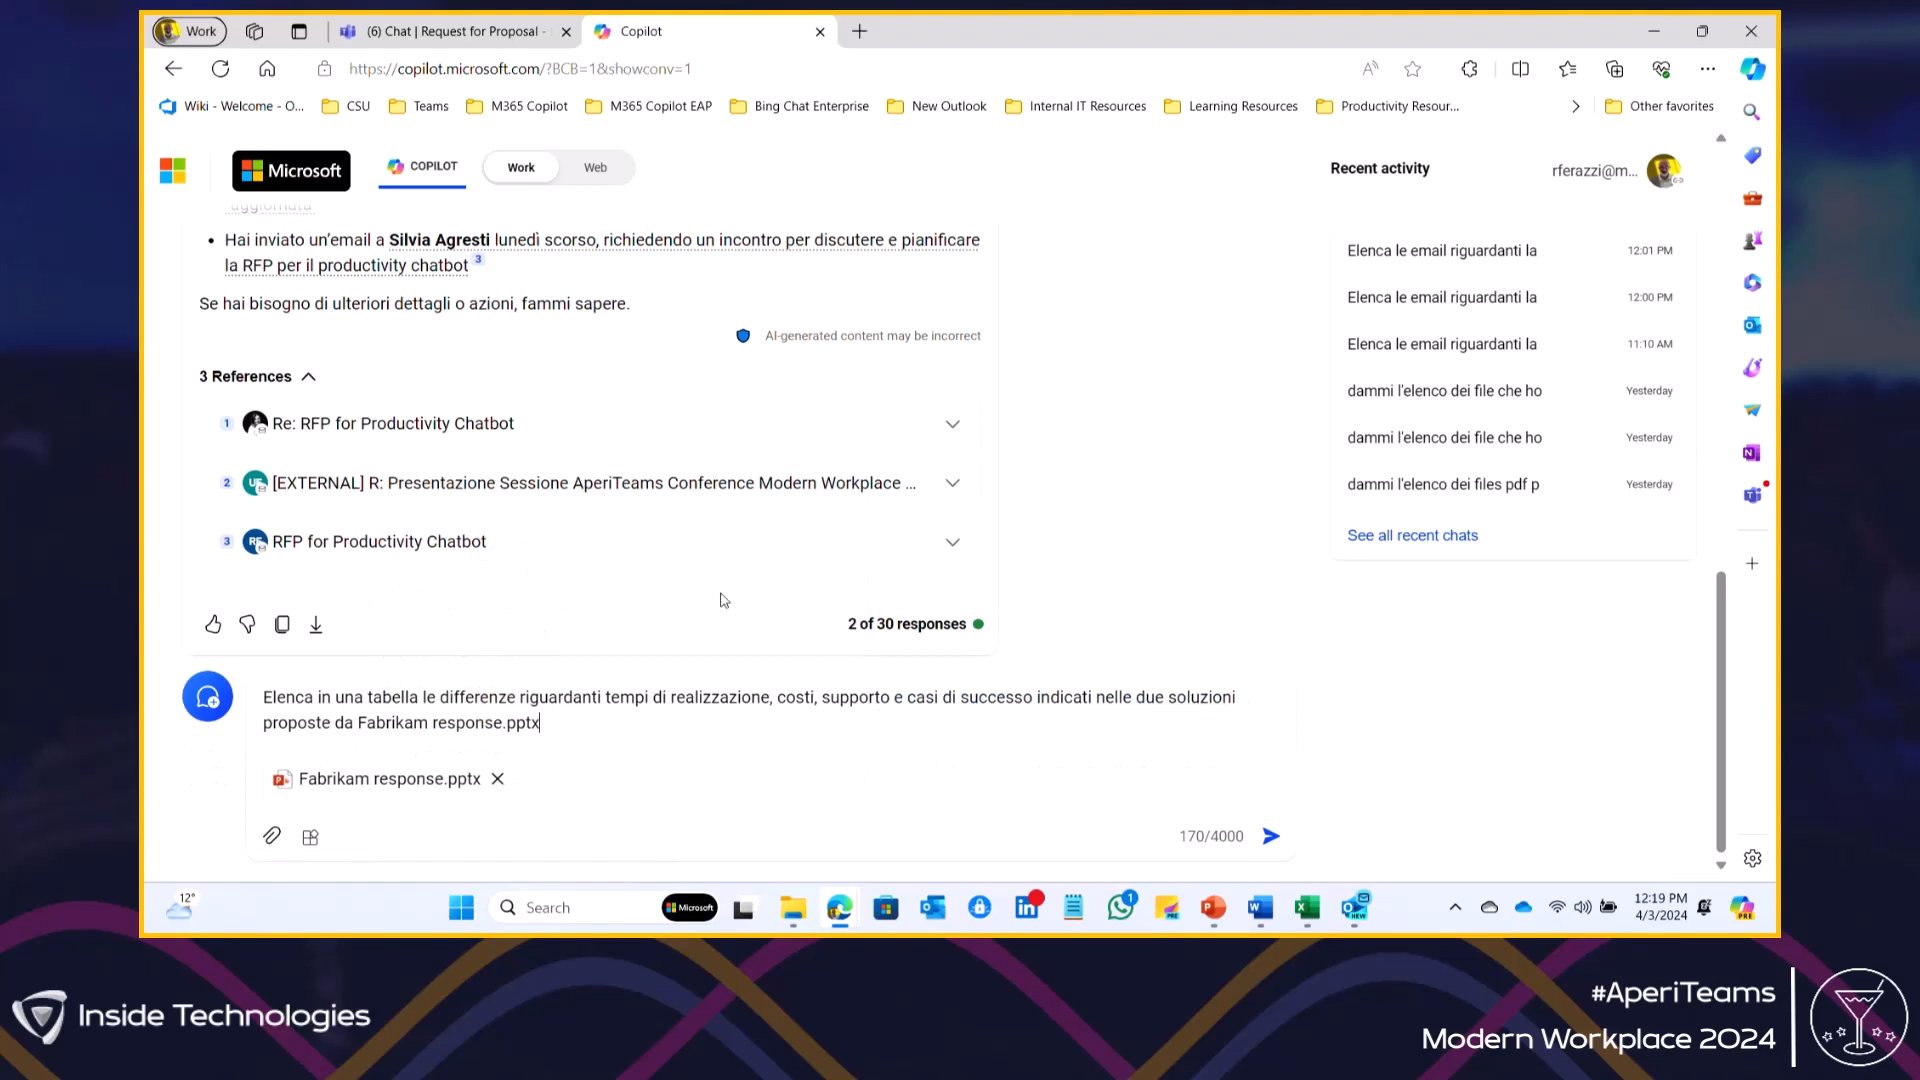 Work
(6) Chat | Request for Proposal -
Copilot
https://copilot.microsoft.com/?BCB=1&showconv=1
Wiki - Welcome - O...
CSU
Teams
M365 Copilot
M365 Copilot EAP
Bing Chat Enterprise
New Outlook
Internal IT Resources
Learning Resources
Productivity Resour...
Other favorites
Microsoft
COPILOT
Work
Web
Recent activity
rferazzi@m...
aggiornata
Hai inviato un'email a Silvia Agresti lunedì scorso, richiedendo un incontro per discutere e pianificare
la RFP per il productivity chatbot 3
Se hai bisogno di ulteriori dettagli o azioni, fammi sapere.
AI-generated content may be incorrect
3 References
1 Re: RFP for Productivity Chatbot
2 UF [EXTERNAL] R: Presentazione Sessione AperiTeams Conference Modern Workplace ...
3 RF RFP for Productivity Chatbot
2 of 30 responses
Elenca le email riguardanti la 12:01 PM
Elenca le email riguardanti la 12:00 PM
Elenca le email riguardanti la 11:10 AM
dammi l'elenco dei file che ho Yesterday
dammi l'elenco dei file che ho Yesterday
dammi l'elenco dei files pdf p Yesterday
See all recent chats
Elenca in una tabella le differenze riguardanti tempi di realizzazione, costi, supporto e casi di successo indicati nelle due soluzioni
proposte da Fabrikam response.pptx
Fabrikam response.pptx
170/4000
12°
Search
Microsoft
1
12:19 PM
4/3/2024
Inside Technologies
#AperiTeams
Modern Workplace 2024